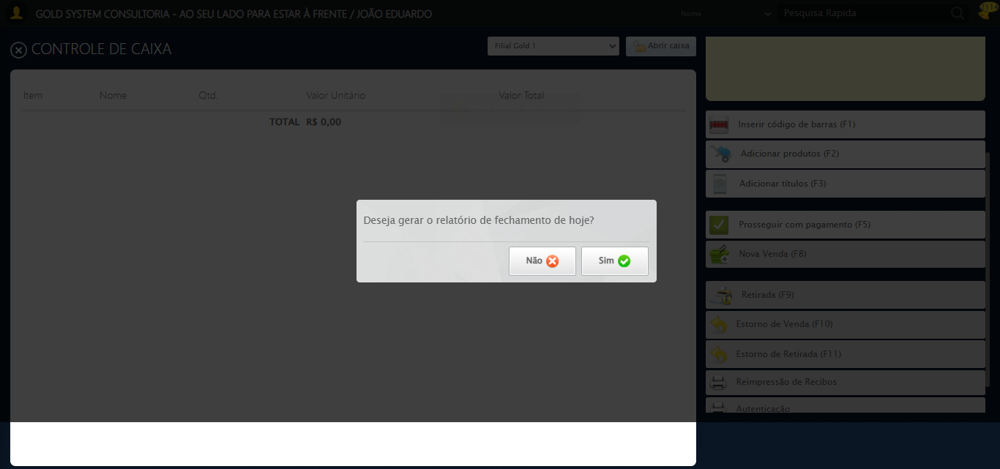 GOLD SYSTEM CONSULTORIA - AO SEU LADO PARA ESTAR À FRENTE / JOÃO EDUARDO
Nome
Pesquisa Rapida
CONTROLE DE CAIXA
Filial Gold 1
Abrir caixa
Item Nome Qtd. Valor Unitário Valor Total
TOTAL R$ 0,00
Deseja gerar o relatório de fechamento de hoje?
Não
Sim
Inserir código de barras (F1)
Adicionar produtos (F2)
Adicionar títulos (F3)
Prosseguir com pagamento (F5)
Nova Venda (F8)
Retirada (F9)
Estorno de Venda (F10)
Estorno de Retirada (F11)
Reimpressão de Recibos
Autenticação